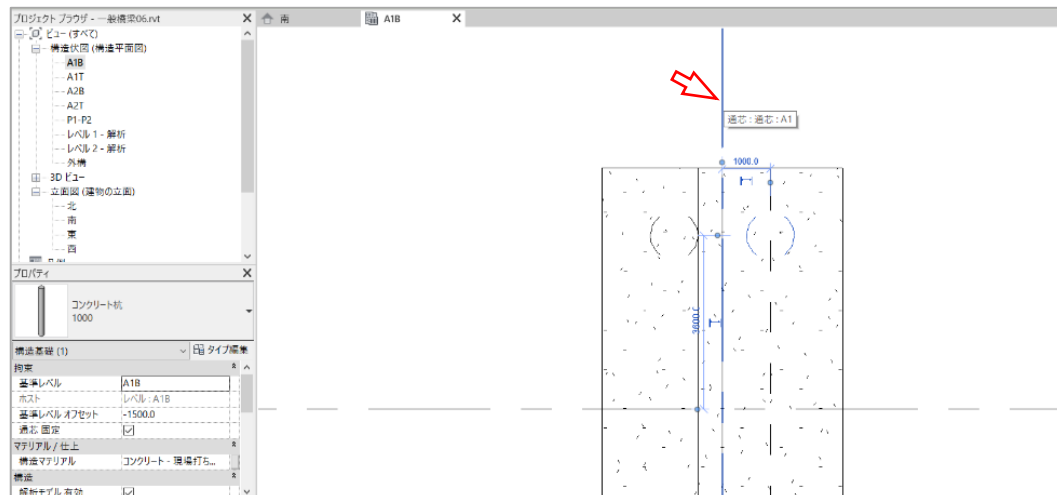 プロジェクト ブラウザ - 一般橋梁06.rvt
南
A1B
ビュー (すべて)
構造伏図 (構造平面図)
A1B
A1T
A2B
A2T
P1-P2
レベル 1 - 解析
レベル 2 - 解析
外構
3D ビュー
立面図 (建物の立面)
北
南
東
西
通芯 : 通芯 : A1
1000.0
3600.0
プロパティ
コンクリート杭
1000
構造基礎 (1)
タイプ編集
拘束
基準レベル
A1B
ホスト
レベル : A1B
基準レベル オフセット
-1500.0
通芯 固定
マテリアル / 仕上
構造マテリアル
コンクリート - 現場打ち...
構造
解析モデル 有効